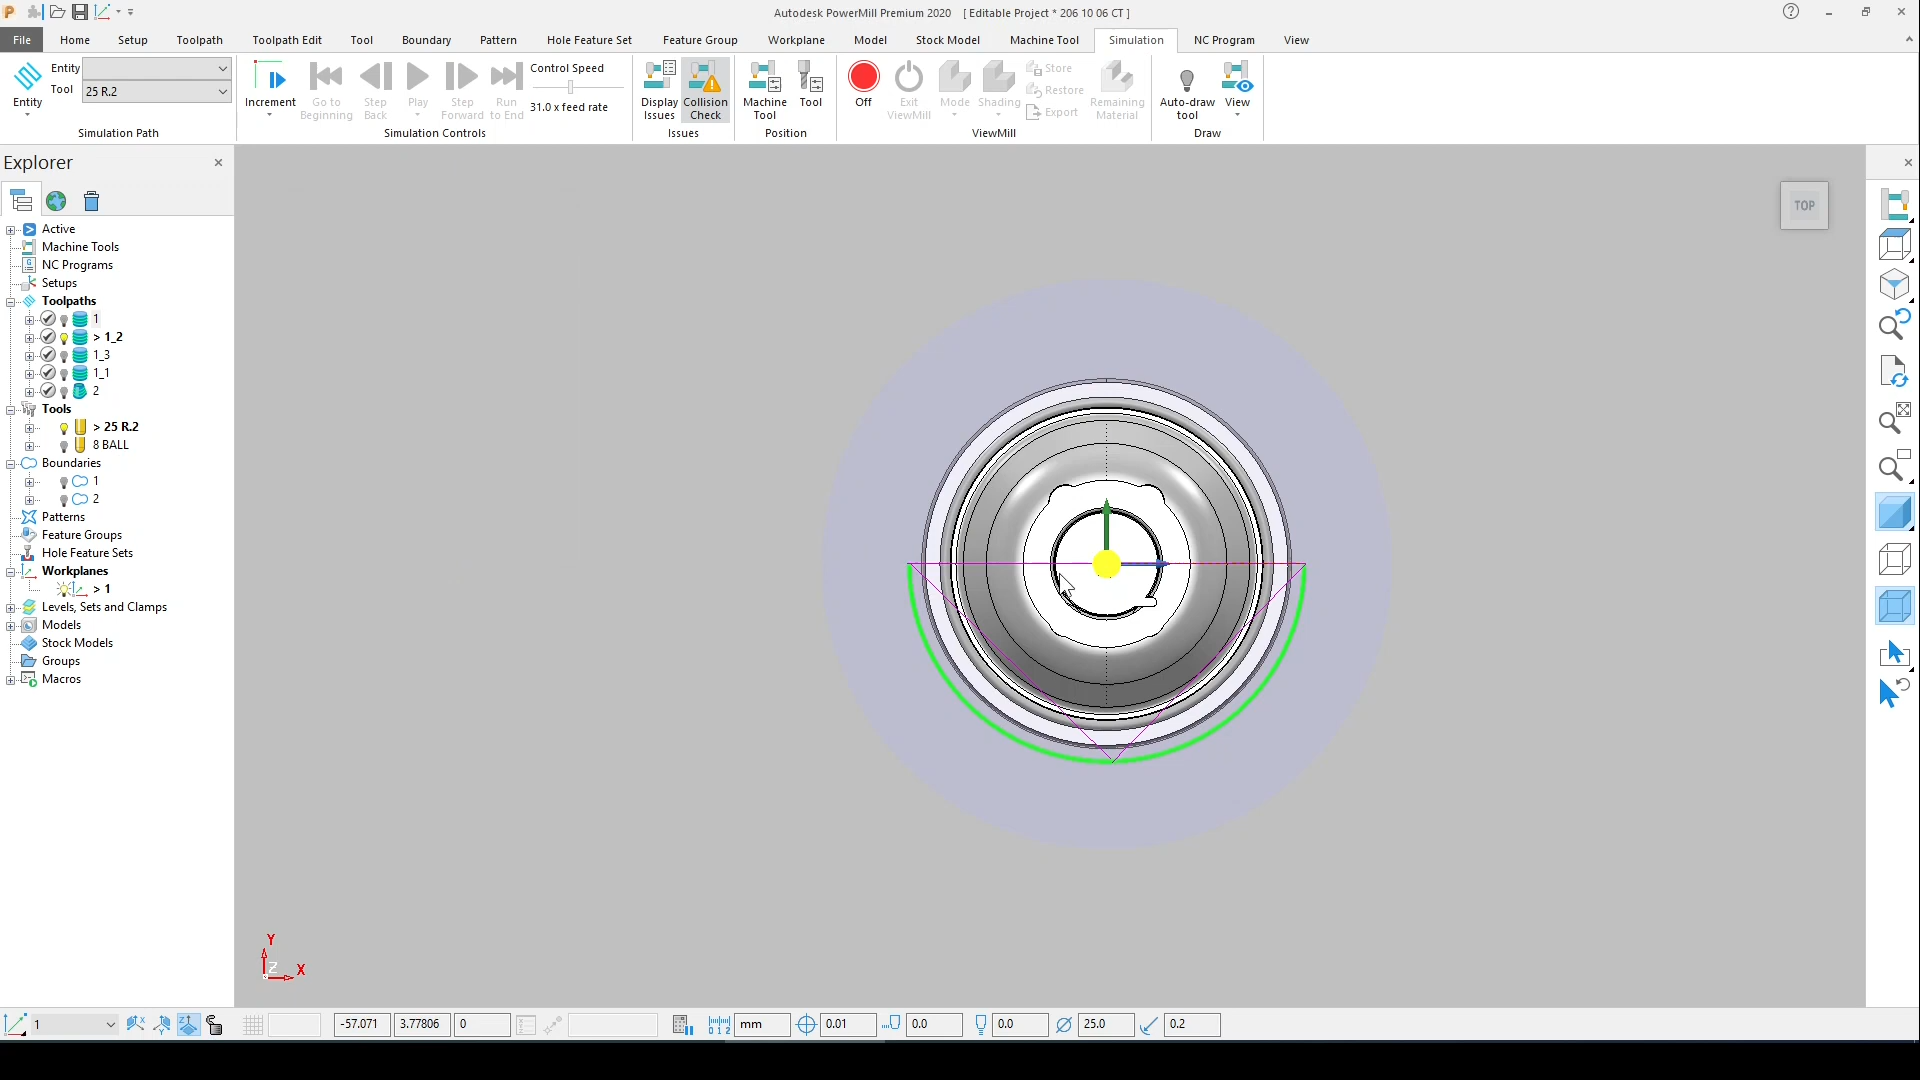 Autodesk PowerMill Premium 2020 [ Editable Project * 206 10 06 CT ]
File Home Setup Toolpath Toolpath Edit Tool Boundary Pattern Hole Feature Set Feature Group Workplane Model Stock Model Machine Tool Simulation NC Program View
Entity
Entity
Tool 25 R.2
Simulation Path
Increment
Go to Beginning
Step Back
Play
Step Forward
Run to End
Control Speed
31.0 x feed rate
Simulation Controls
Display Issues
Collision Check
Issues
Machine Tool
Tool
Position
Off
Exit ViewMill
Mode
Shading
Store
Restore
Export
Remaining Material
ViewMill
Auto-draw tool
View
Draw
Explorer
Active
Machine Tools
NC Programs
Setups
Toolpaths
1
> 1_2
1_3
1_1
2
Tools
> 25 R.2
8 BALL
Boundaries
1
2
Patterns
Feature Groups
Hole Feature Sets
Workplanes
> 1
Levels, Sets and Clamps
Models
Stock Models
Groups
Macros
TOP
Y
Z X
1 -57.071 3.77806 0 mm 0.01 0.0 0.0 25.0 0.2